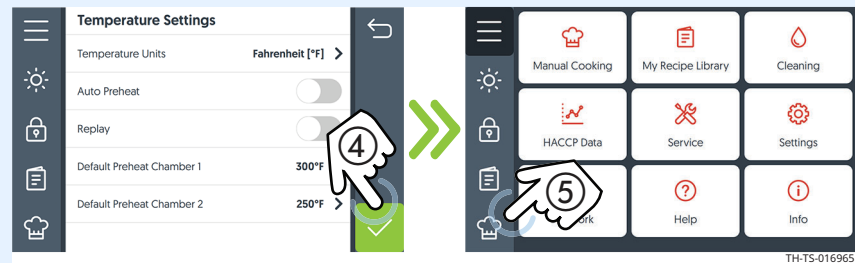 Temperature Settings
Temperature Units Fahrenheit [°F]
Auto Preheat
Replay
Default Preheat Chamber 1 300°F
Default Preheat Chamber 2 250°F
4
Manual Cooking My Recipe Library Cleaning
HACCP Data Service Settings
5
Help Info
TH-TS-016965